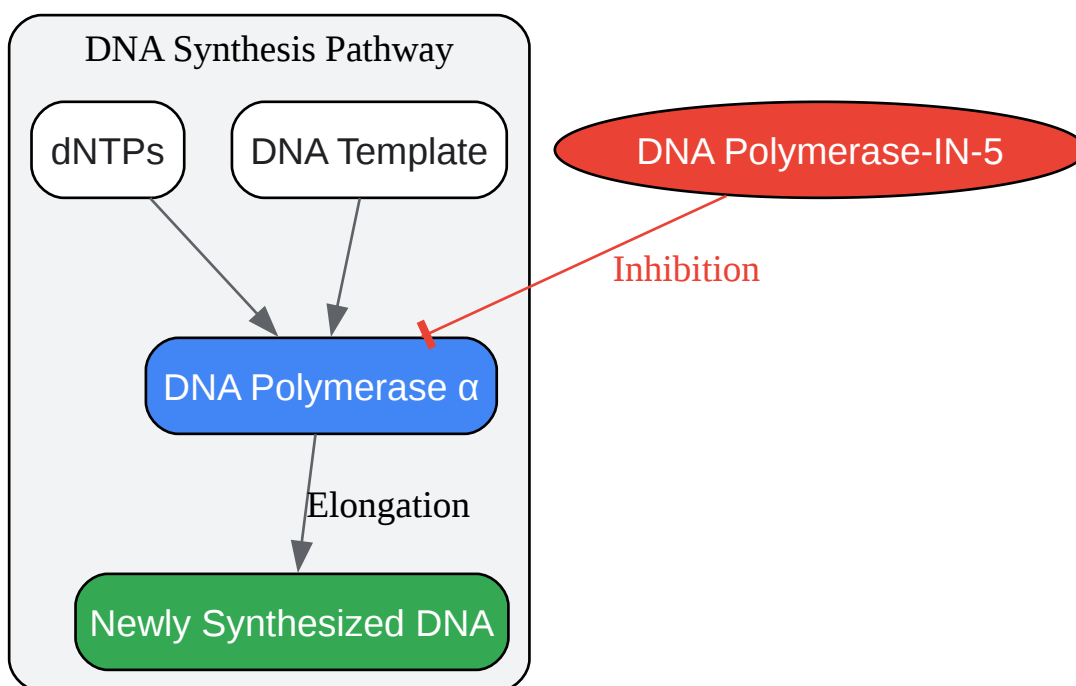 DNA Synthesis Pathway
dNTPs
DNA Template
DNA Polymerase-IN-5
Inhibition
DNA Polymerase α
Elongation
Newly Synthesized DNA